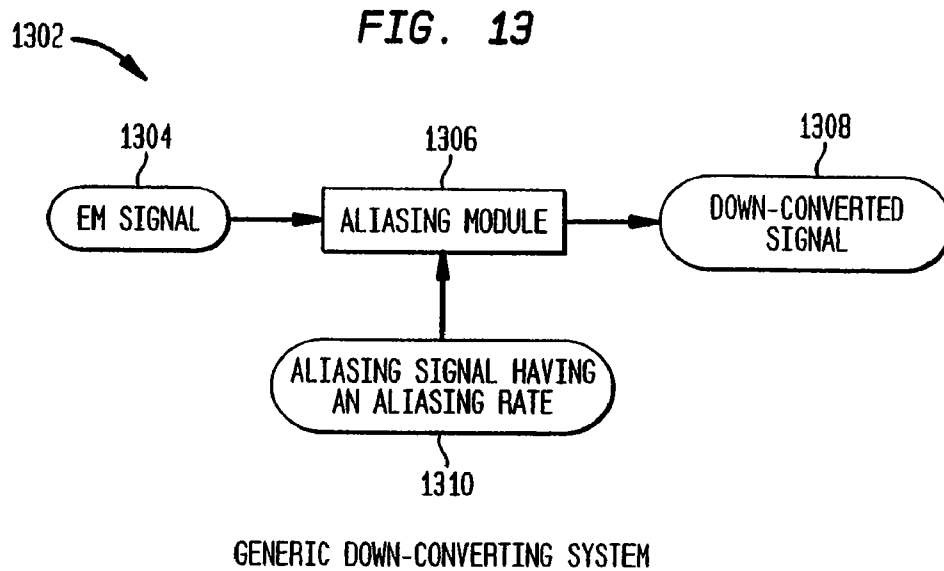 FIG. 13
1302
1304
1306
1308
EM SIGNAL
ALIASING MODULE
DOWN-CONVERTED
SIGNAL
ALIASING SIGNAL HAVING
AN ALIASING RATE
1310
GENERIC DOWN-CONVERTING SYSTEM